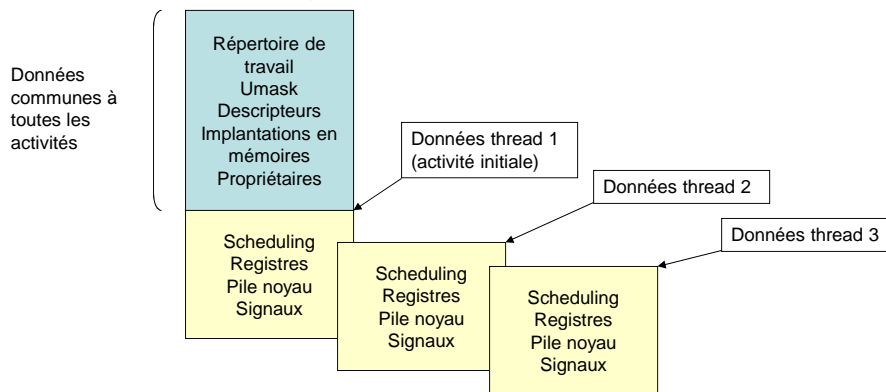 Répertoire de
travail
Umask
Descripteurs
Implantations en
mémoires
Propriétaires
Données
communes à
toutes les
activités
Données thread 1
(activité initiale)
Données thread 2
Données thread 3
Scheduling
Registres
Pile noyau
Signaux
Scheduling
Registres
Pile noyau
Signaux
Scheduling
Registres
Pile noyau
Signaux